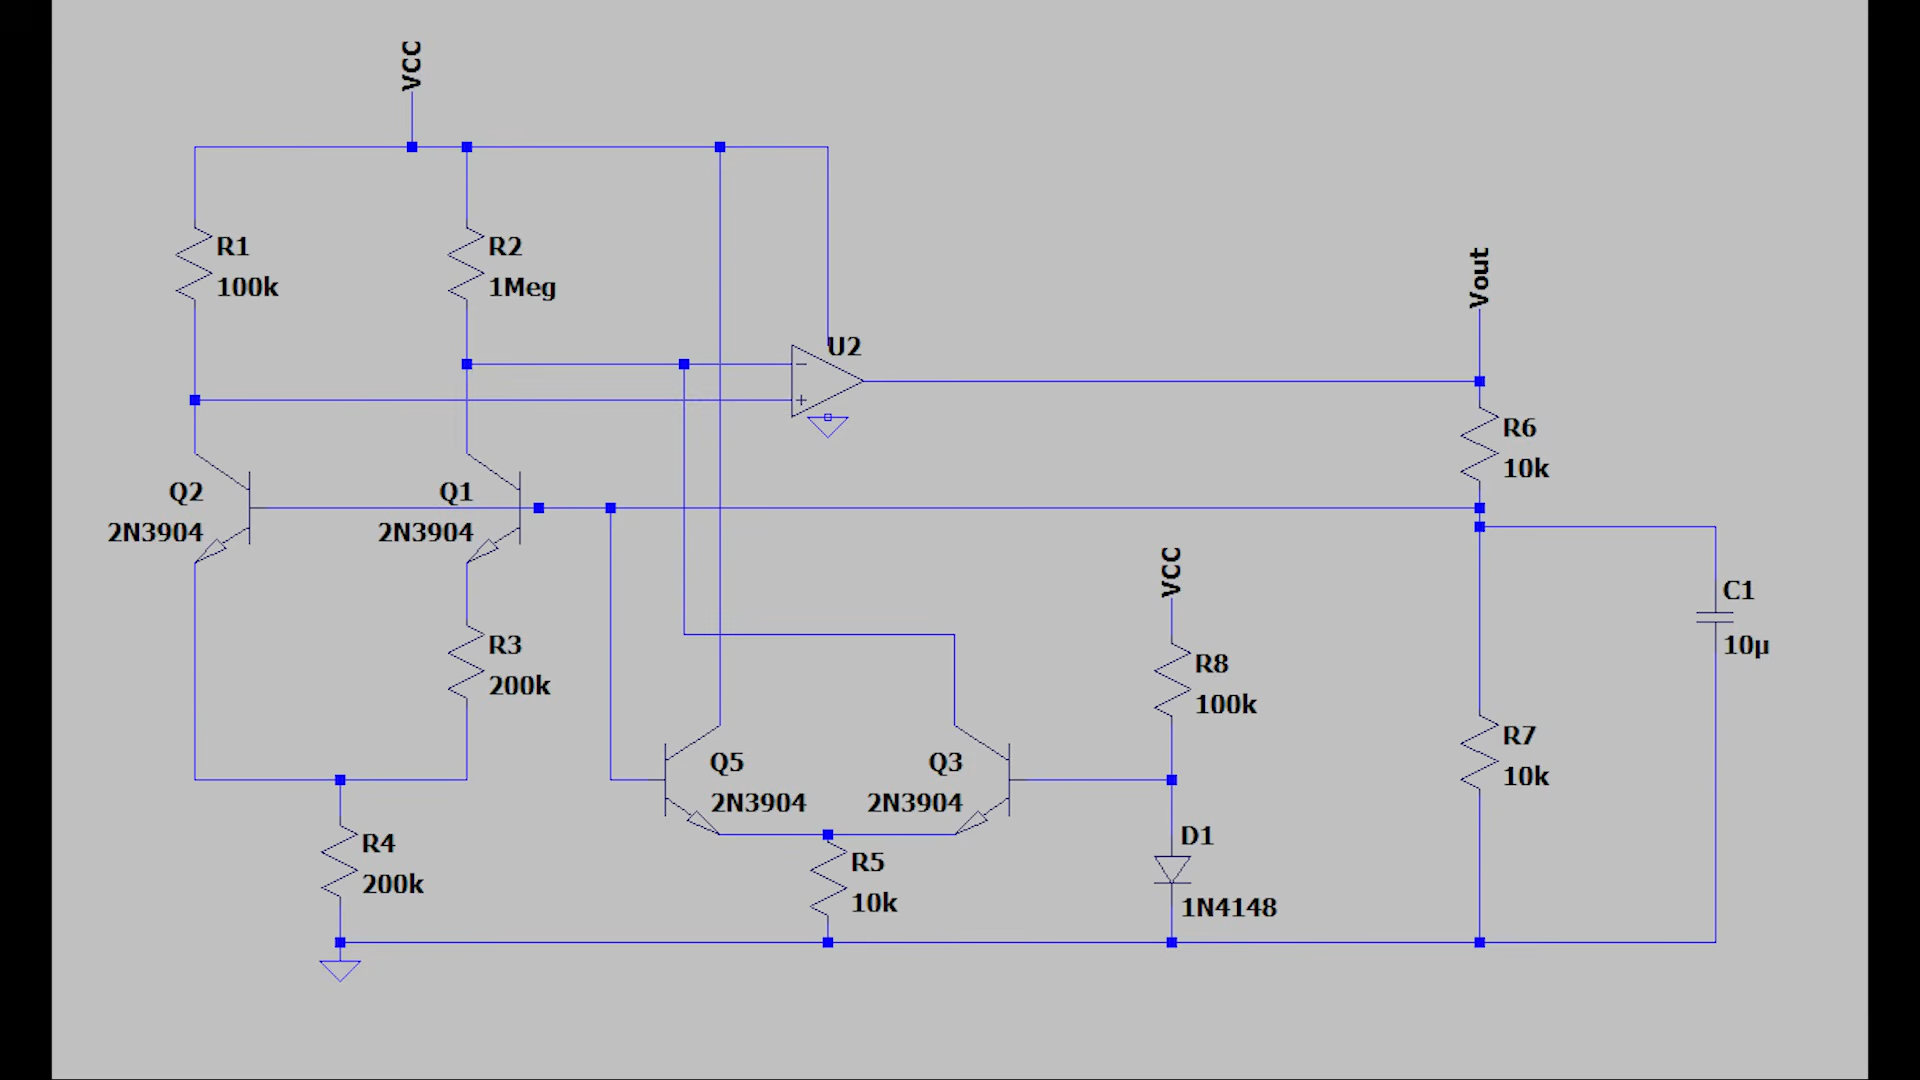 VCC
R1
100k
R2
1Meg
U2
Vout
R6
10k
Q2
2N3904
Q1
2N3904
VCC
C1
10µ
R3
200k
R8
100k
R7
10k
Q5
2N3904
Q3
2N3904
R4
200k
R5
10k
D1
1N4148